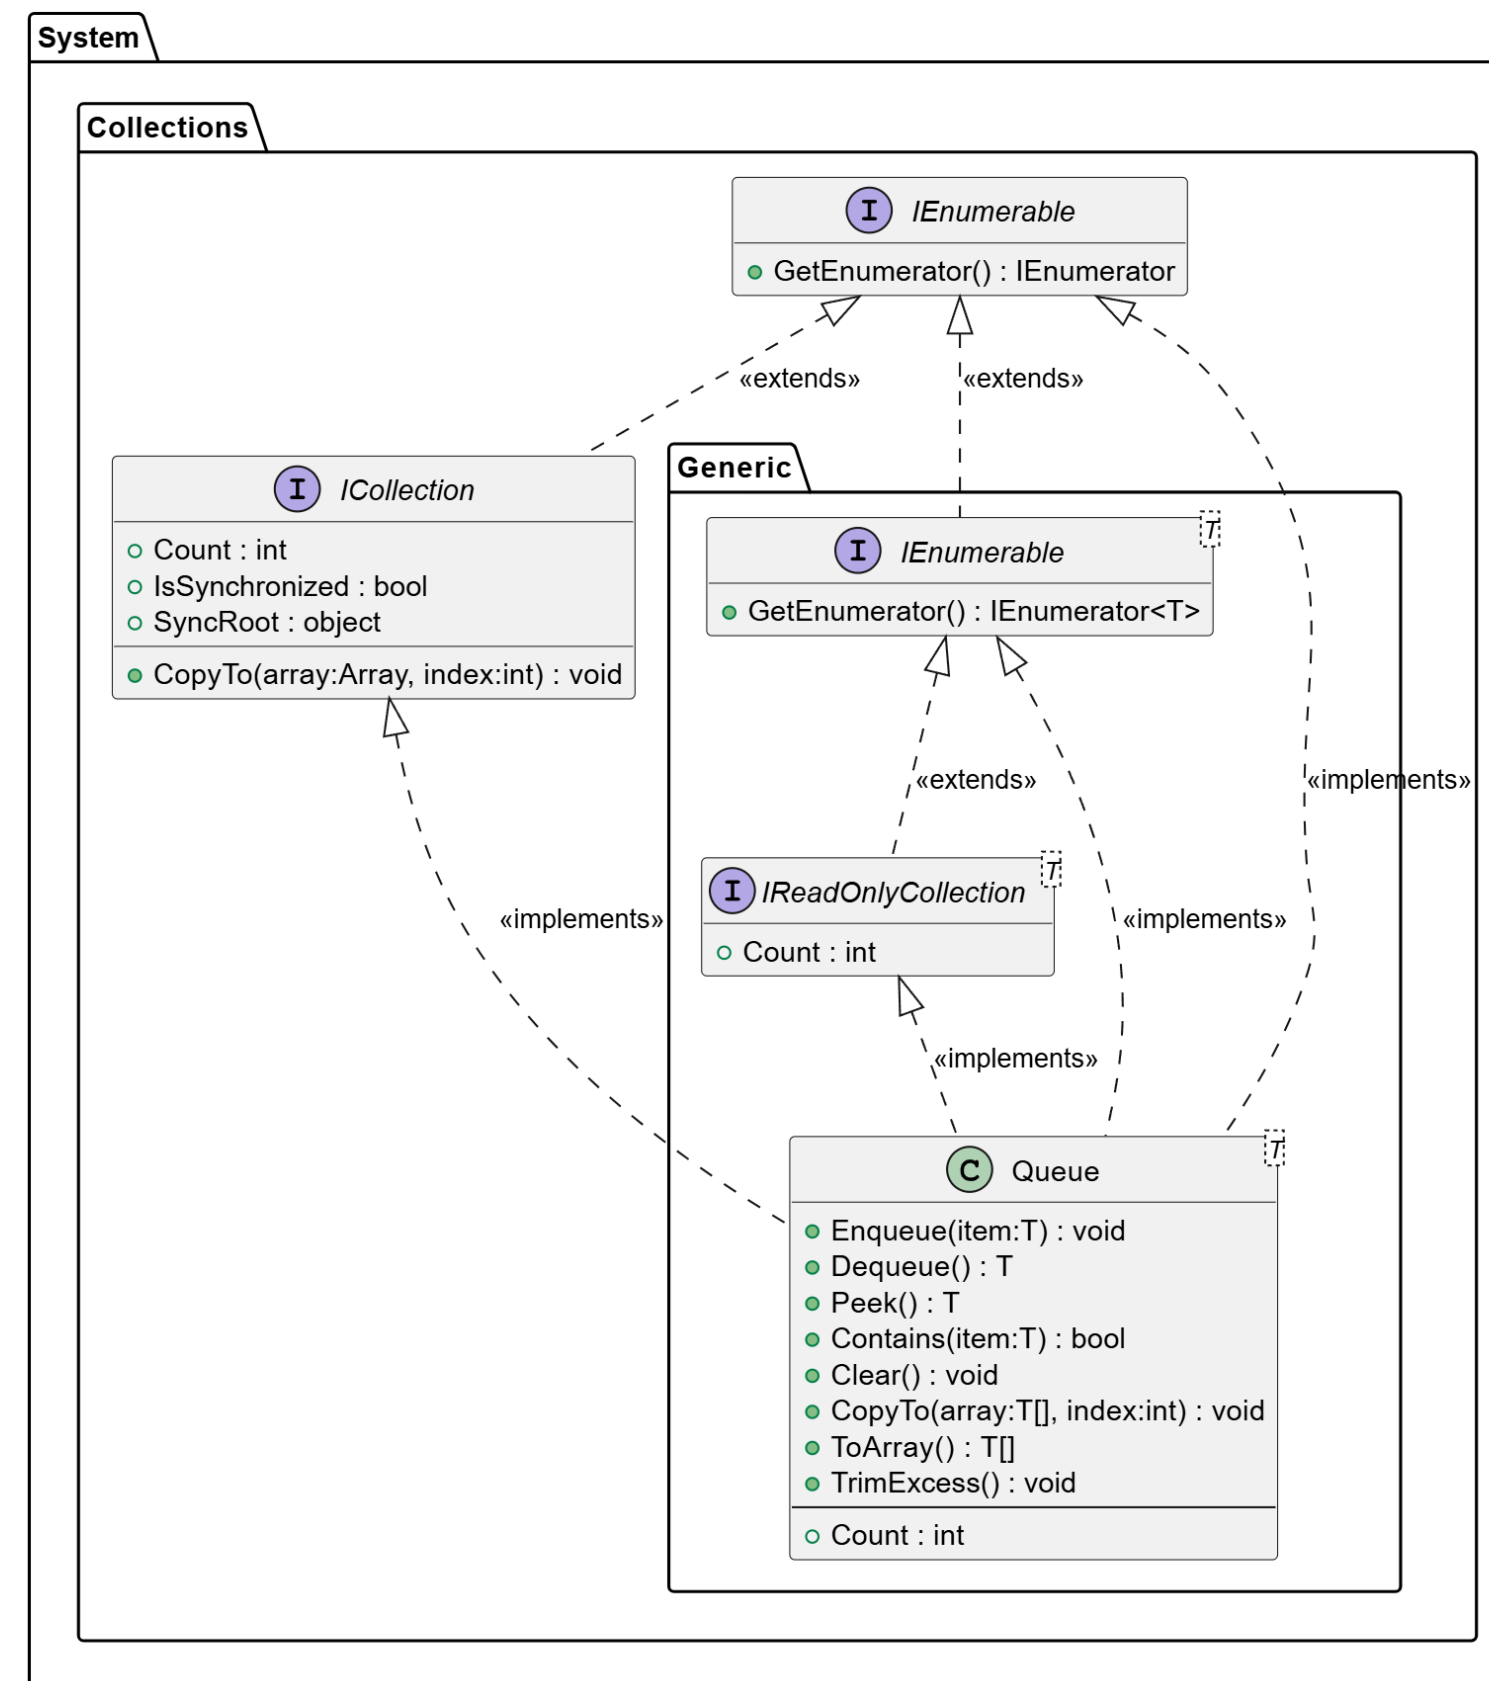 System
Collections
I IEnumerable
GetEnumerator() : IEnumerator
«extends»
«extends»
I ICollection
Count : int
IsSynchronized : bool
SyncRoot : object
CopyTo(array:Array, index:int) : void
Generic
I IEnumerable
T
GetEnumerator() : IEnumerator<T>
«extends»
«implements»
I IReadOnlyCollection
T
Count : int
«implements»
«implements»
«implements»
C Queue
T
Enqueue(item:T) : void
Dequeue() : T
Peek() : T
Contains(item:T) : bool
Clear() : void
CopyTo(array:T[], index:int) : void
ToArray() : T[]
TrimExcess() : void
Count : int